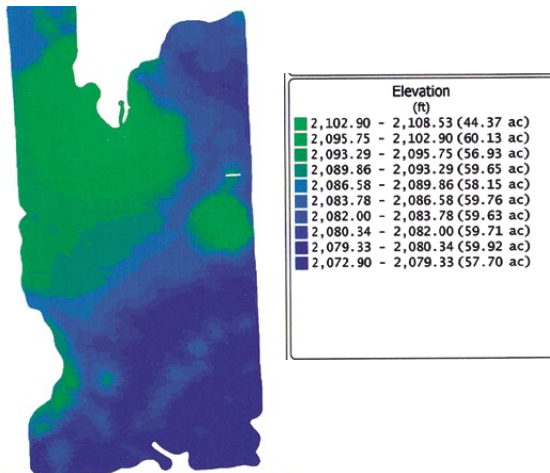 Elevation
(ft)
2,102.90 - 2,108.53 (44.37 ac)
2,095.75 - 2,102.90 (60.13 ac)
2,093.29 - 2,095.75 (56.93 ac)
2,089.86 - 2,093.29 (59.65 ac)
2,086.58 - 2,089.86 (58.15 ac)
2,083.78 - 2,086.58 (59.76 ac)
2,082.00 - 2,083.78 (59.63 ac)
2,080.34 - 2,082.00 (59.71 ac)
2,079.33 - 2,080.34 (59.92 ac)
2,072.90 - 2,079.33 (57.70 ac)